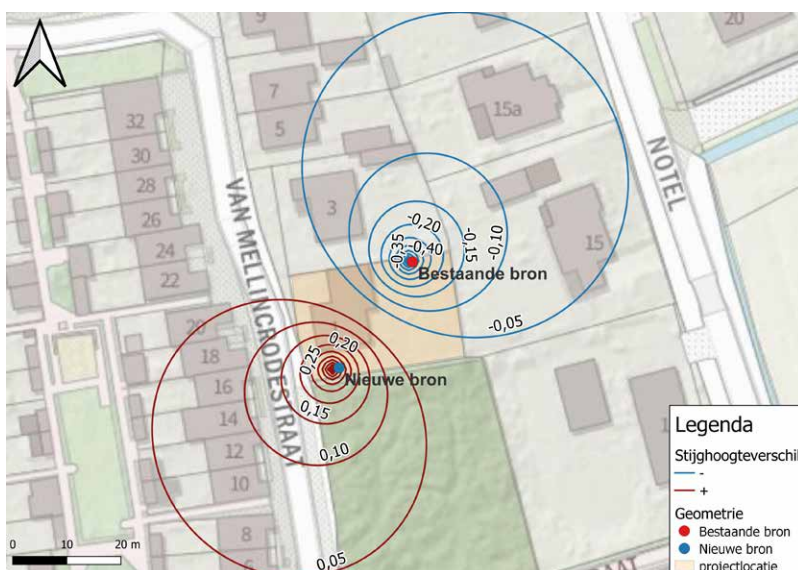 9
20
7
15a
5
32
30
28
26
24
22
3
NOTEL
VAN MELLINCRODESTRAAT
-0,20
-0,35
-0,40
-0,15
-0,10
15
Bestaande bron
-0,05
20
18
16
14
12
10
8
0,20
0,25
Nieuwe bron
0,15
0,10
0,05
Legenda
Stijghoogteverschil
-
+
Geometrie
Bestaande bron
Nieuwe bron
projectlocatie
0 10 20 m